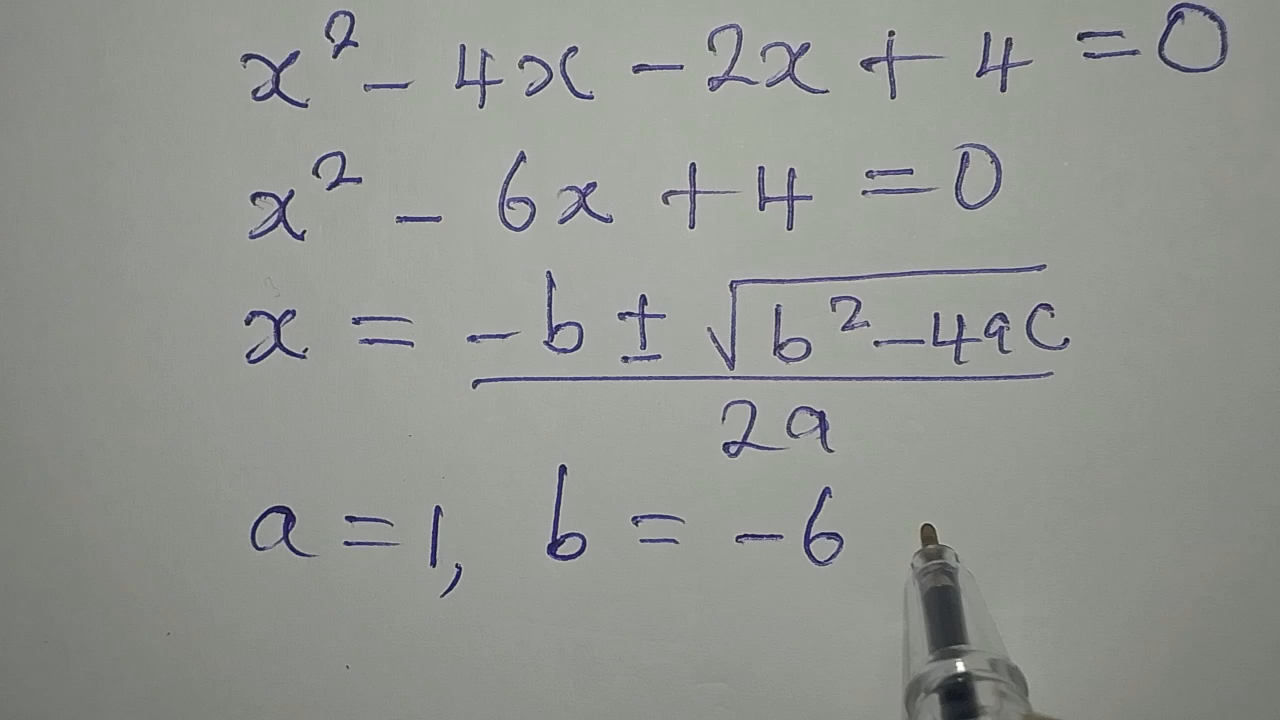 x² - 4x - 2x + 4 = 0
x² - 6x + 4 = 0
x = -b ± √b² - 4ac
2a
a = 1, b = -6